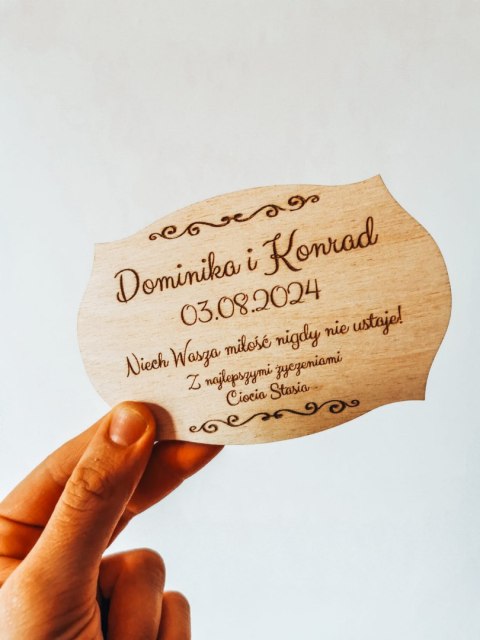 Dominika i Konrad
03.08.2024
Niech Wasza miłość nigdy nie ustaje!
Z najlepszymi życzeniami
Ciocia Stasia